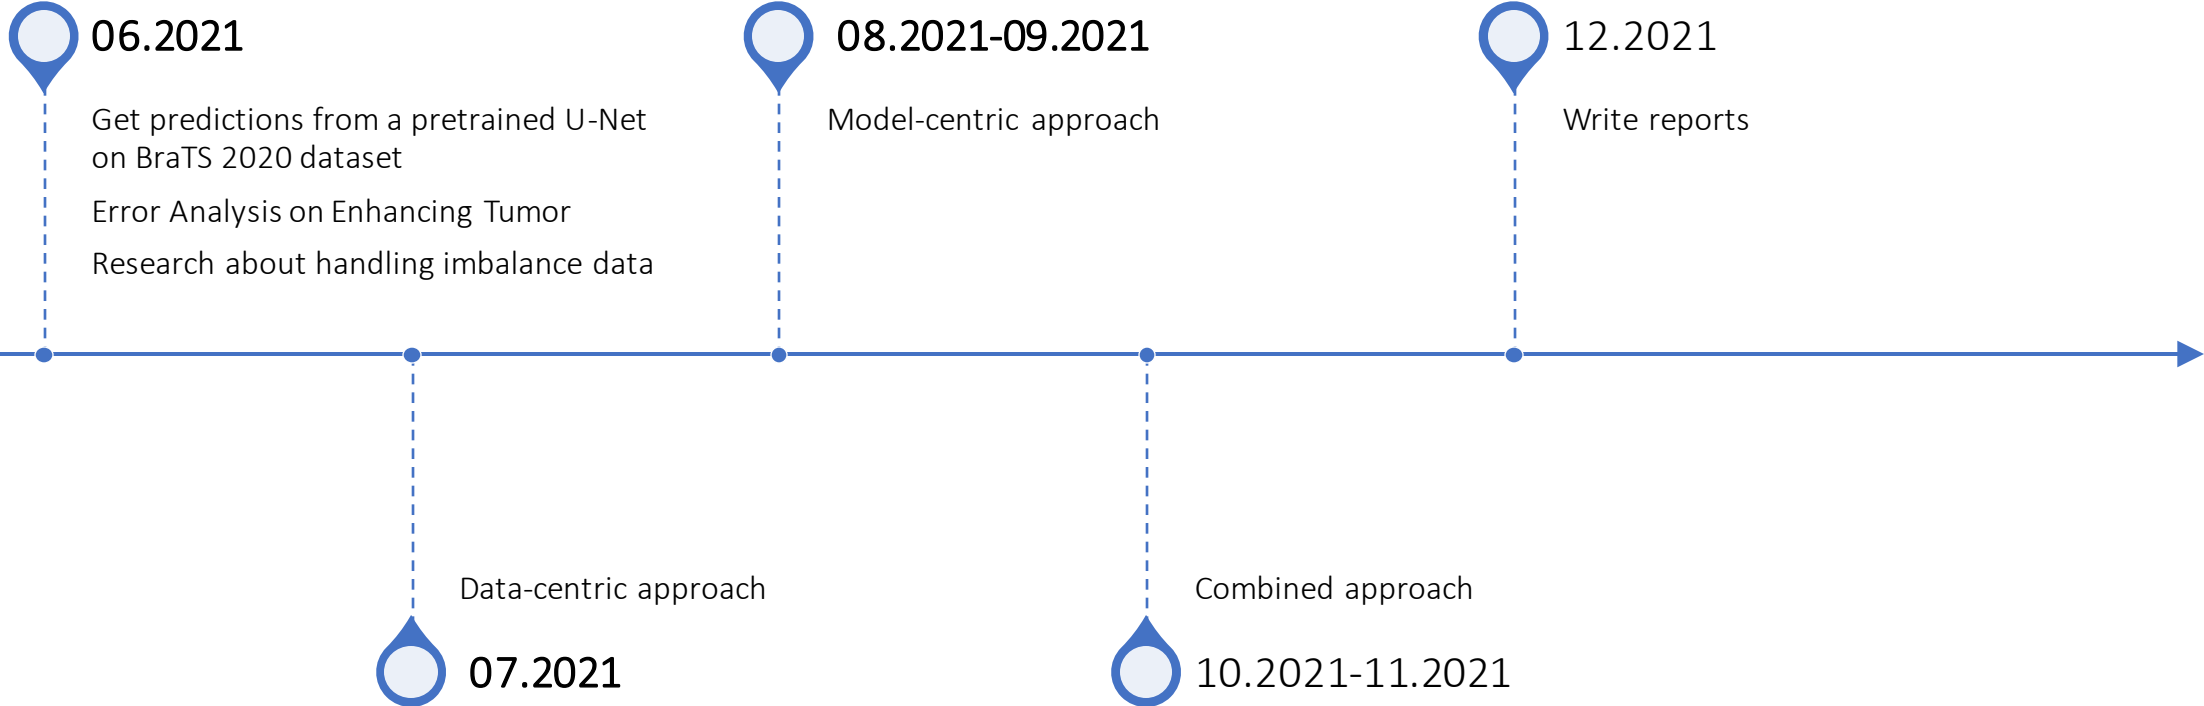 06.2021
Get predictions from a pretrained U-Net
on BraTS 2020 dataset
Error Analysis on Enhancing Tumor
Research about handling imbalance data
08.2021-09.2021
Model-centric approach
12.2021
Write reports
Data-centric approach
07.2021
Combined approach
10.2021-11.2021